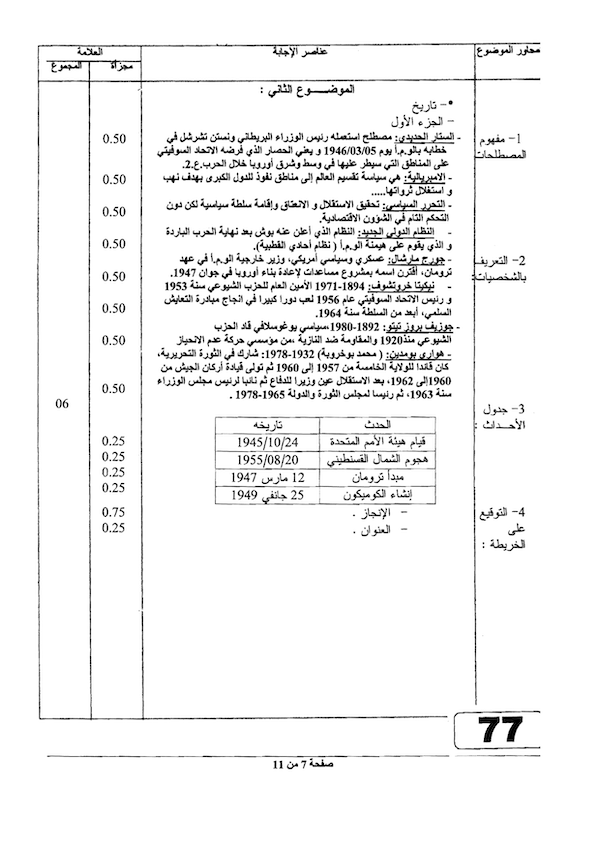 محاور الموضوع
عناصر الإجابة
العلامة
مجزأة
المجموع
الموضـــــوع الثاني :
•- تاريخ
- الجزء الأول
1- مفهوم المصطلحات
- الستار الحديدي: مصطلح استعمله رئيس الوزراء البريطاني ونستن تشرشل في
خطابه بالو.م.أ يوم 1946/03/05 و يعني الحصار الذي فرضه الاتحاد السوفيتي
على المناطق التي سيطر عليها في وسط وشرق أوروبا خلال الحرب.ع.2.
0.50
- الامبريالية: هي سياسة تقسيم العالم إلى مناطق نفوذ للدول الكبرى بهدف نهب
و استغلال ثرواتها.....
0.50
- التحرر السياسي: تحقيق الاستقلال و الانعتاق وإقامة سلطة سياسية لكن دون
التحكم التام في الشؤون الاقتصادية.
0.50
- النظام الدولي الجديد: النظام الذي أعلن عنه بوش بعد نهاية الحرب الباردة
و الذي يقوم على هيمنة الو.م.أ ( نظام أحادي القطبية).
0.50
2- التعريف بالشخصيات:
- جورج مارشال: عسكري وسياسي أمريكي، وزير خارجية الو.م.أ في عهد
ترومان، أقترن اسمه بمشروع مساعدات لإعادة بناء أوروبا في جوان 1947.
0.50
- نيكيتا خروتشوف: 1894-1971 الأمين العام للحزب الشيوعي سنة 1953
و رئيس الاتحاد السوفيتي عام 1956 لعب دورا كبيرا في انجاح مبادرة التعايش
السلمي، أبعد من السلطة سنة 1964.
0.50
- جوزيف بروز تيتو: 1892-1980،سياسي يوغسلافي قاد الحزب
الشيوعي منذ1920 والمقاومة ضد النازية ،من مؤسسي حركة عدم الانحياز
0.50
- هواري بومدين: ( محمد بوخروبة) 1932-1978: شارك في الثورة التحريرية،
كان قائدا للولاية الخامسة من 1957 إلى 1960 ثم تولى قيادة أركان الجيش من
1960إلى 1962، بعد الاستقلال عين وزيرا للدفاع ثم نائبا لرئيس مجلس الوزراء
سنة 1963، ثم رئيسا لمجلس الثورة والدولة 1965-1978 .
0.50
06
3- جدول الأحـداث :
الحدث تاريخه
قيام هيئة الأمم المتحدة 1945/10/24
هجوم الشمال القسنطيني 1955/08/20
مبدأ ترومان 12 مارس 1947
إنشاء الكوميكون 25 جانفي 1949
0.25
0.25
0.25
0.25
4- التوقيع على الخريطة :
- الإنجاز .
0.75
- العنوان .
0.25
77
صفحة 7 من 11